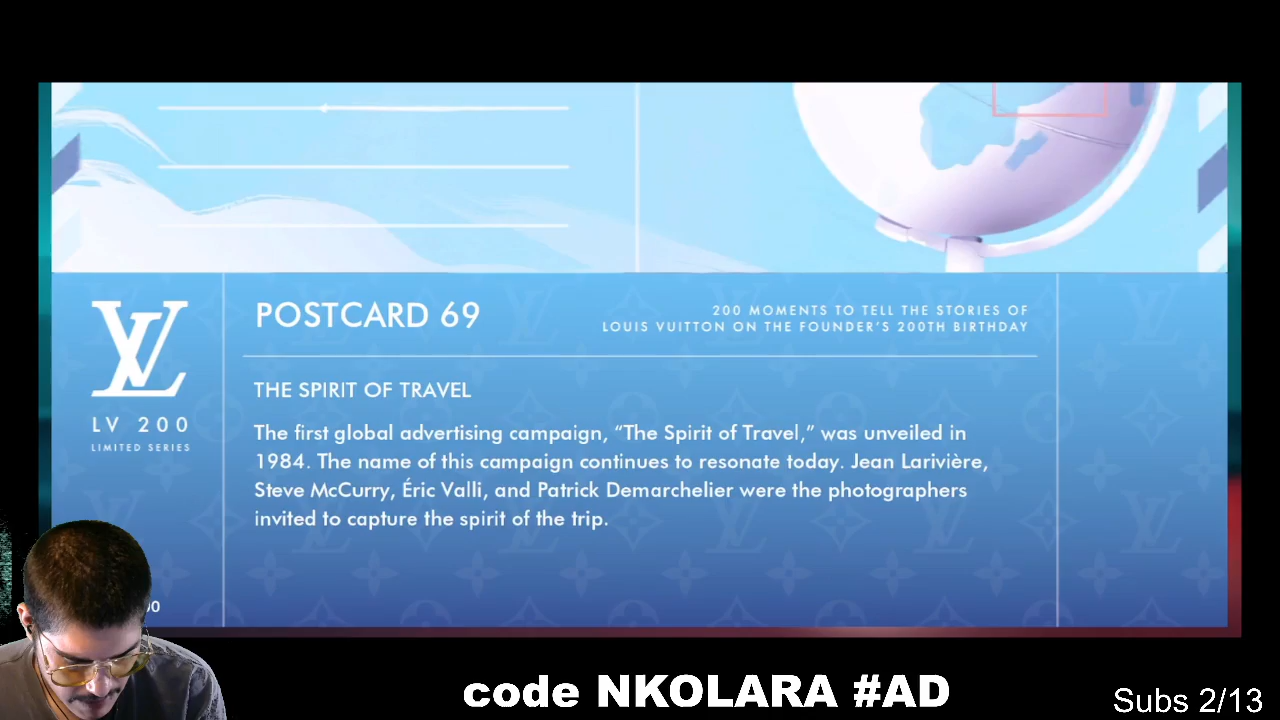 POSTCARD 69
200 MOMENTS TO TELL THE STORIES OF
LOUIS VUITTON ON THE FOUNDER'S 200TH BIRTHDAY
LV
LV 200
LIMITED SERIES
THE SPIRIT OF TRAVEL
The first global advertising campaign, “The Spirit of Travel,” was unveiled in
1984. The name of this campaign continues to resonate today. Jean Larivière,
Steve McCurry, Éric Valli, and Patrick Demarchelier were the photographers
invited to capture the spirit of the trip.
code NKOLARA #AD
Subs 2/13